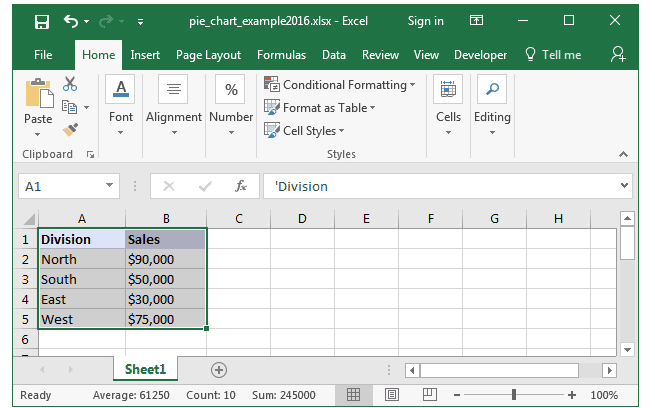 pie_chart_example2016.xlsx - Excel Sign in
File Home Insert Page Layout Formulas Data Review View Developer Tell me
Paste Font Alignment Number Conditional Formatting Format as Table Cell Styles Cells Editing
A %
Clipboard Styles
A1 fx 'Division
A B C D E F G H
1 Division Sales
2 North $90,000
3 South $50,000
4 East $30,000
5 West $75,000
6
Sheet1
Ready Average: 61250 Count: 10 Sum: 245000 100%